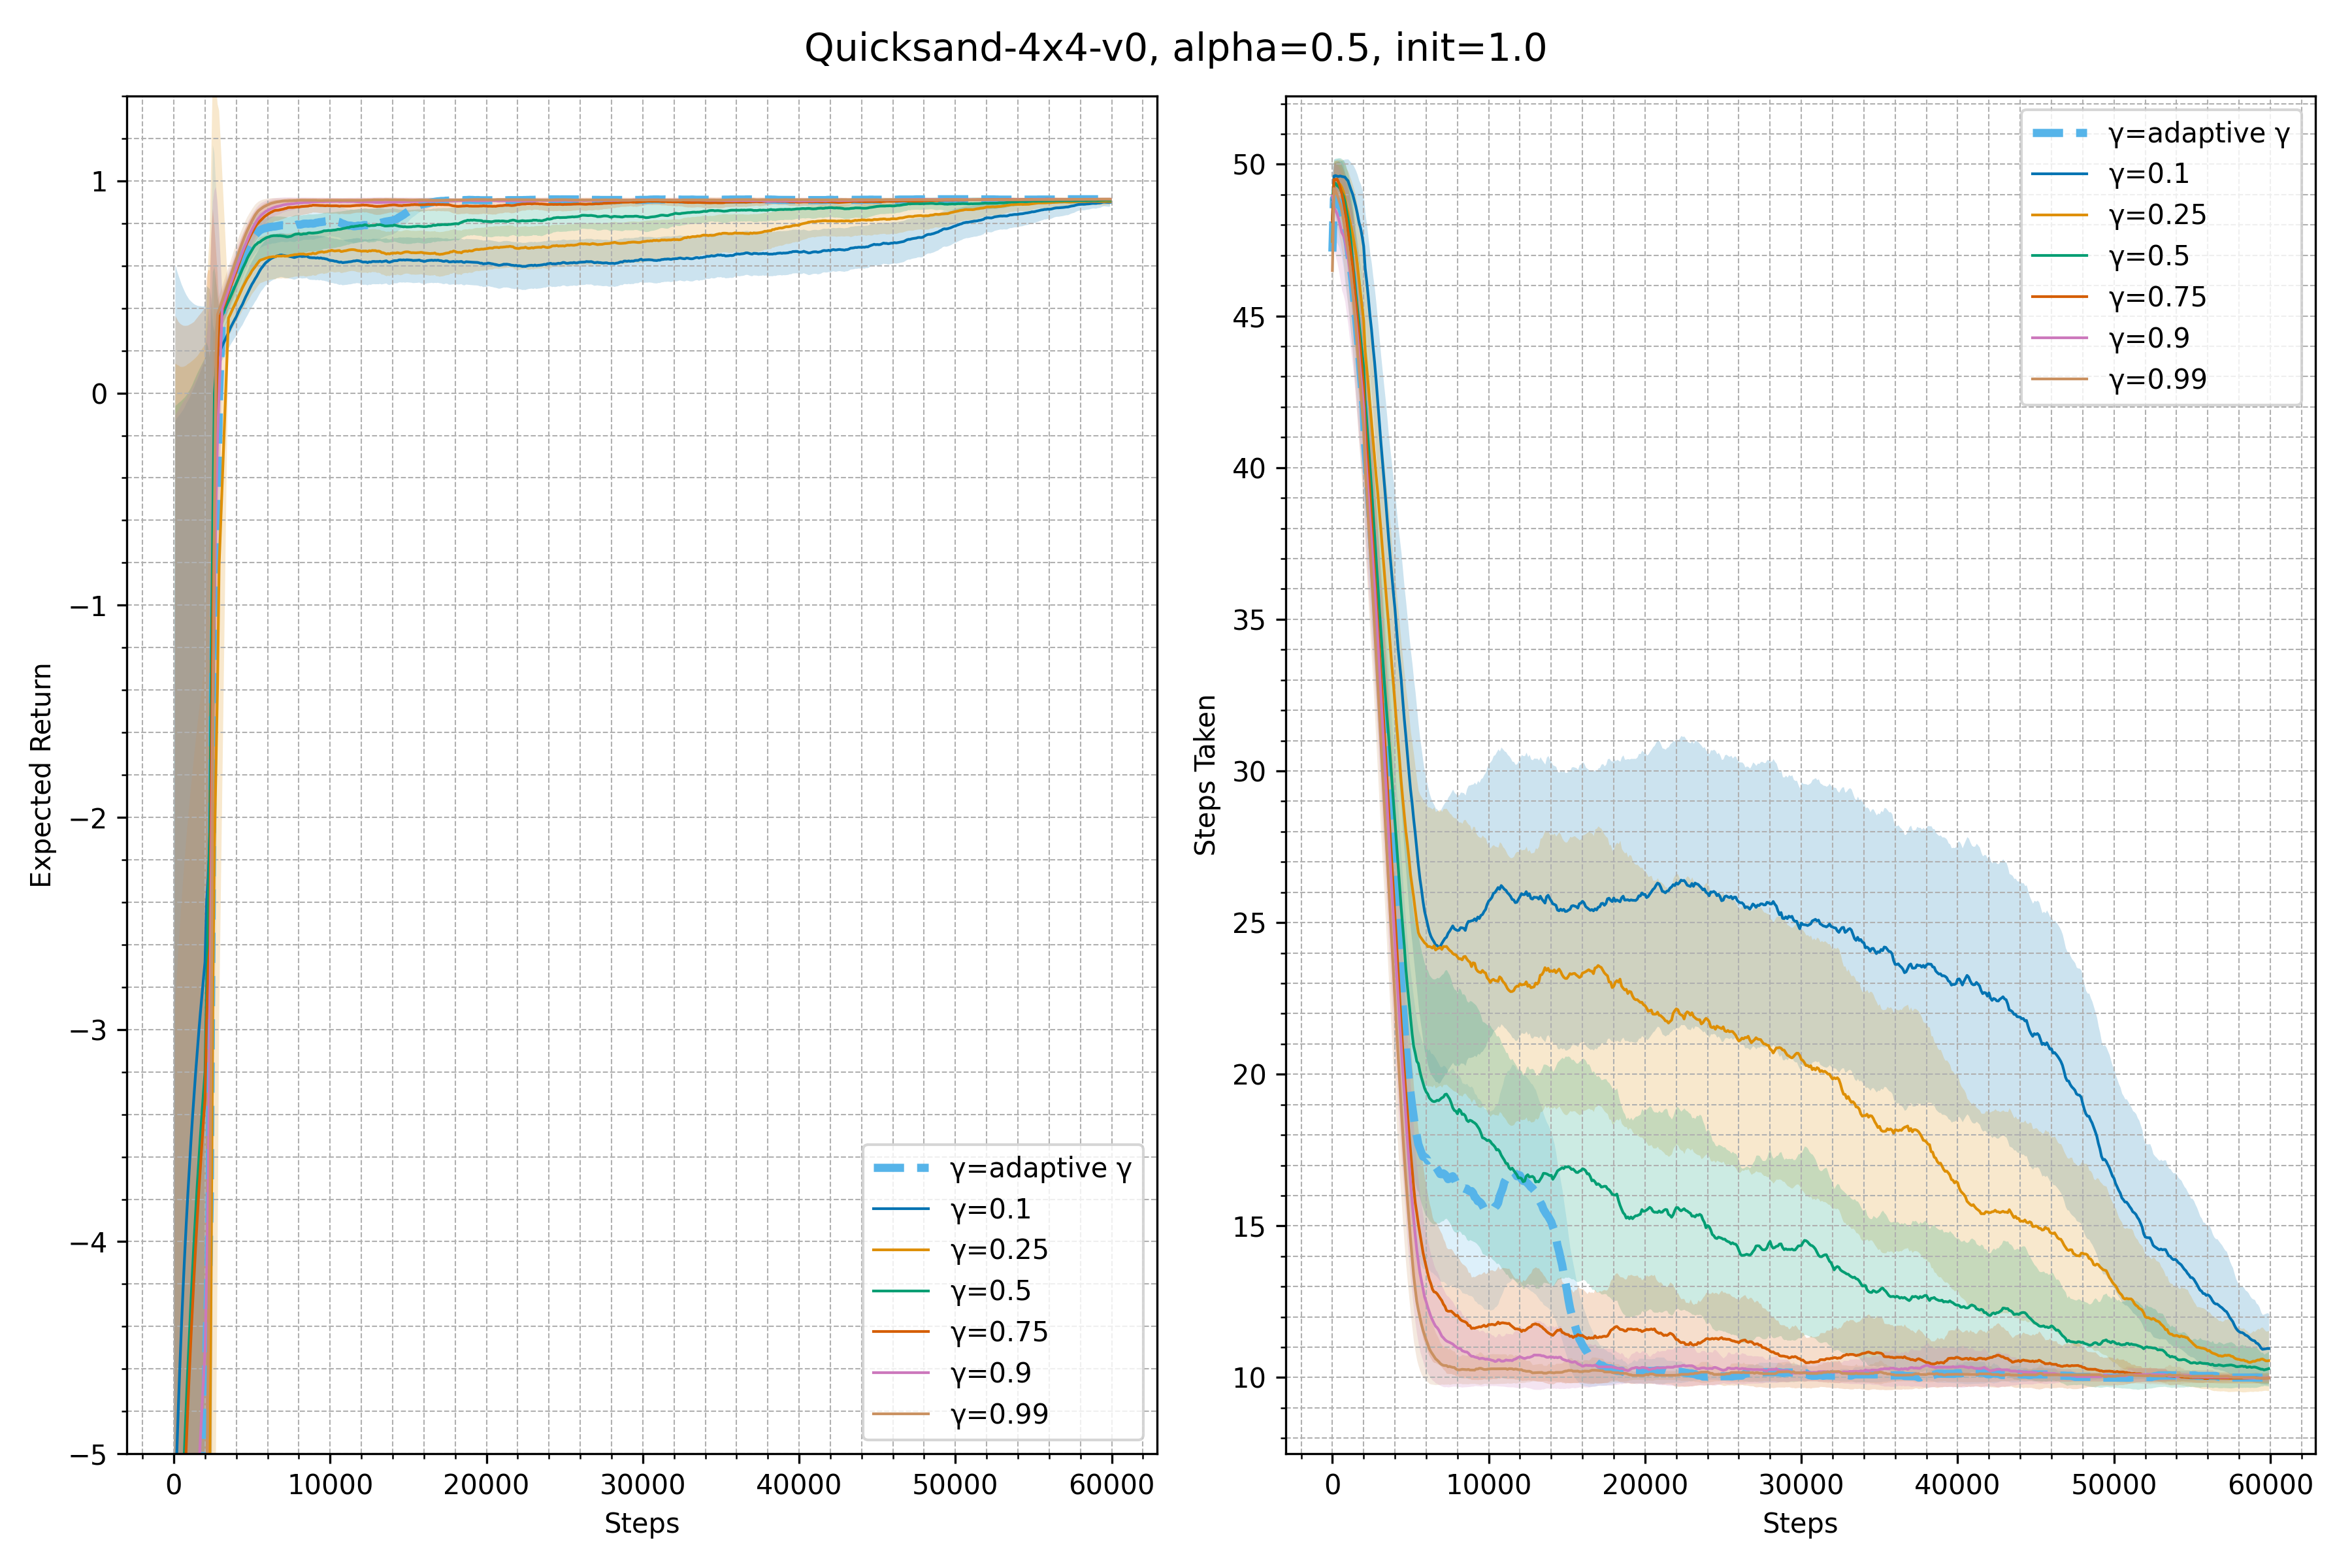 Quicksand-4x4-v0, alpha=0.5, init=1.0
Expected Return
1
0
−1
−2
−3
−4
−5
0
10000
20000
30000
40000
50000
60000
Steps
γ=adaptive γ
γ=0.1
γ=0.25
γ=0.5
γ=0.75
γ=0.9
γ=0.99
Steps Taken
50
45
40
35
30
25
20
15
10
0
10000
20000
30000
40000
50000
60000
Steps
γ=adaptive γ
γ=0.1
γ=0.25
γ=0.5
γ=0.75
γ=0.9
γ=0.99